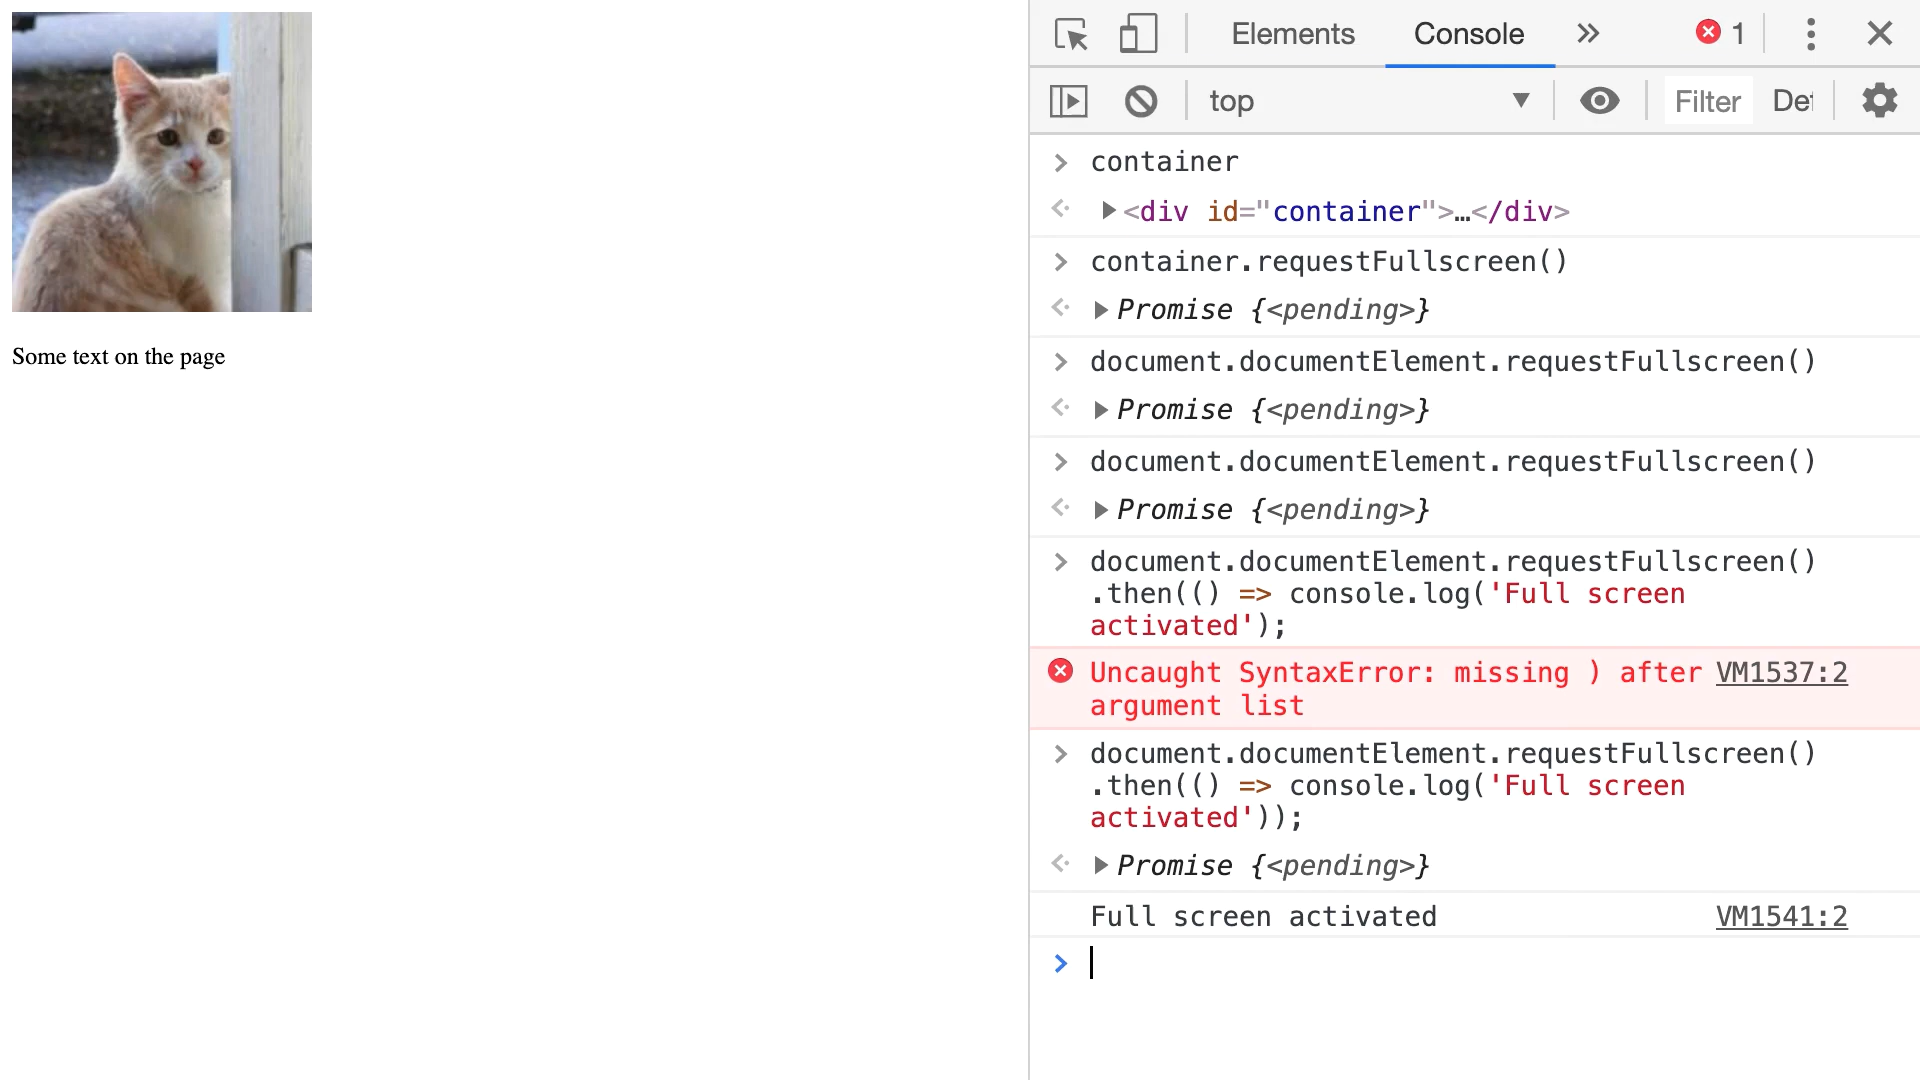 Some text on the page
Elements Console » 1
top ▼ Filter Def
> container
<div id="container">…</div>
> container.requestFullscreen()
Promise {<pending>}
> document.documentElement.requestFullscreen()
Promise {<pending>}
> document.documentElement.requestFullscreen()
Promise {<pending>}
> document.documentElement.requestFullscreen()
.then(() => console.log('Full screen
activated');
Uncaught SyntaxError: missing ) after VM1537:2
argument list
> document.documentElement.requestFullscreen()
.then(() => console.log('Full screen
activated'));
Promise {<pending>}
Full screen activated VM1541:2
>